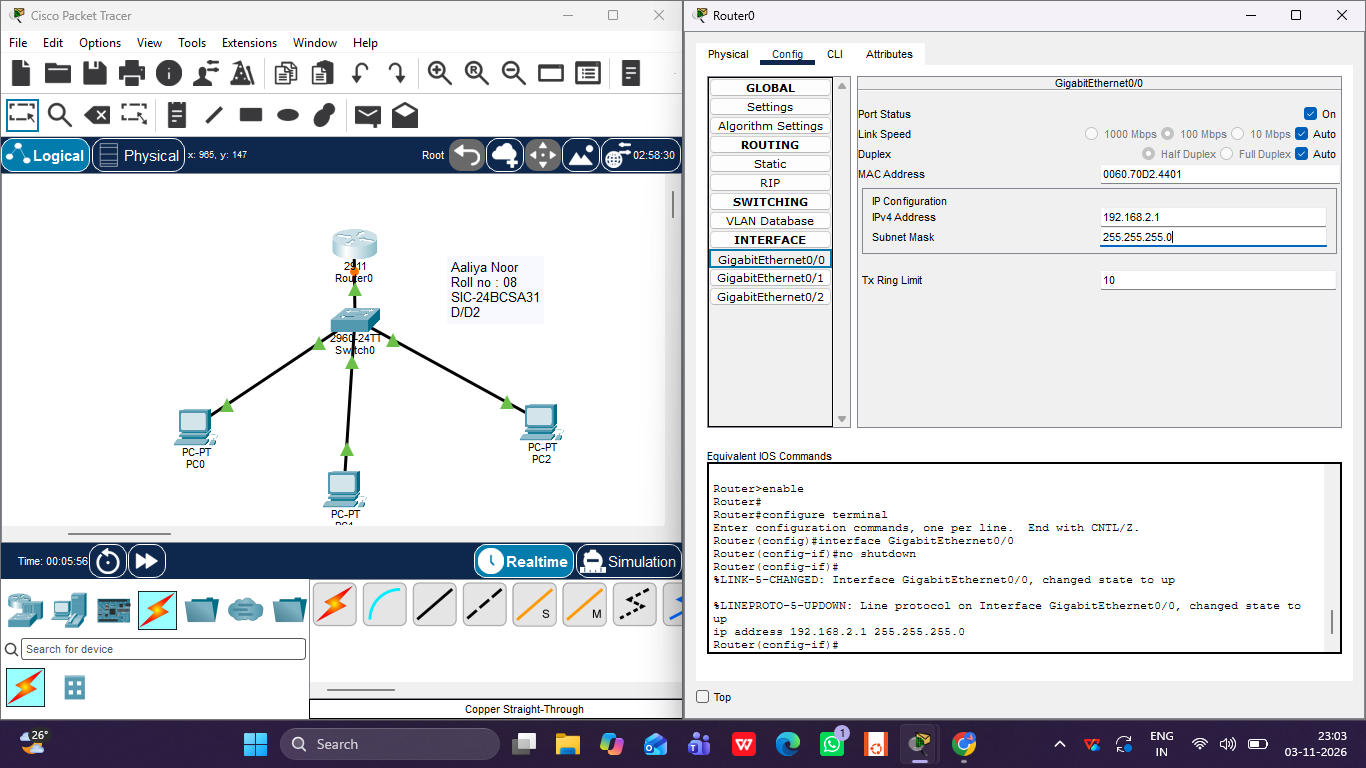 Cisco Packet Tracer
File Edit Options View Tools Extensions Window Help
Logical Physical x: 965, y: 147 Root 02:58:30
2911
Router0
Aaliya Noor
Roll no : 08
SIC-24BCSA31
D/D2
2960-24TT
Switch0
PC-PT
PC0
PC-PT
PC2
PC-PT
PC1
Time: 00:05:56 Realtime Simulation
S M
Search for device
Copper Straight-Through
Router0
Physical Config CLI Attributes
GLOBAL
Settings
Algorithm Settings
ROUTING
Static
RIP
SWITCHING
VLAN Database
INTERFACE
GigabitEthernet0/0
GigabitEthernet0/1
GigabitEthernet0/2
GigabitEthernet0/0
Port Status On
Link Speed 1000 Mbps 100 Mbps 10 Mbps Auto
Duplex Half Duplex Full Duplex Auto
MAC Address 0060.70D2.4401
IP Configuration
IPv4 Address 192.168.2.1
Subnet Mask 255.255.255.0
Tx Ring Limit 10
Equivalent IOS Commands
Router>enable
Router#
Router#configure terminal
Enter configuration commands, one per line. End with CNTL/Z.
Router(config)#interface GigabitEthernet0/0
Router(config-if)#no shutdown
Router(config-if)#
%LINK-5-CHANGED: Interface GigabitEthernet0/0, changed state to up
%LINEPROTO-5-UPDOWN: Line protocol on Interface GigabitEthernet0/0, changed state to
up
ip address 192.168.2.1 255.255.255.0
Router(config-if)#
Top
26°
Search
1
ENG
IN
23:03
03-11-2026